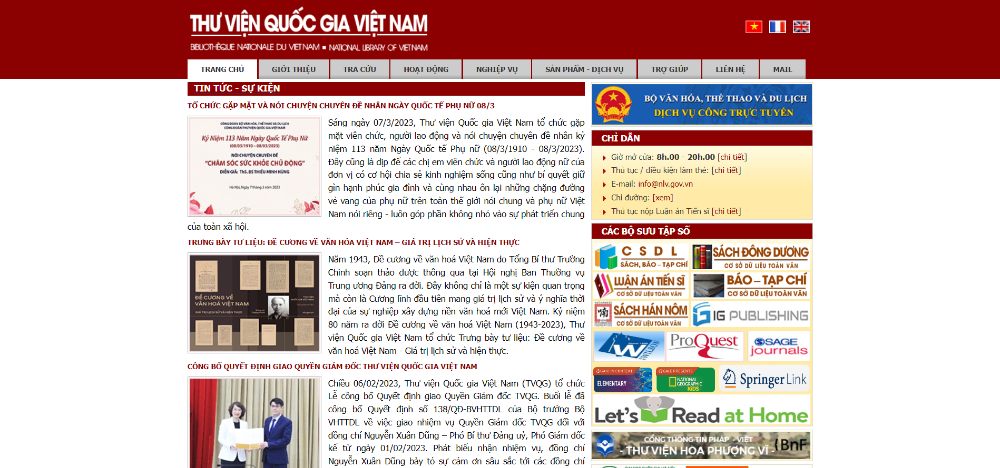 THƯ VIỆN QUỐC GIA VIỆT NAM
BIBLIOTHÈQUE NATIONALE DU VIETNAM ■ NATIONAL LIBRARY OF VIETNAM
TRANG CHỦ
GIỚI THIỆU
TRA CỨU
HOẠT ĐỘNG
NGHIỆP VỤ
SẢN PHẨM - DỊCH VỤ
TRỢ GIÚP
LIÊN HỆ
MAIL
TIN TỨC - SỰ KIỆN
TỔ CHỨC GẶP MẶT VÀ NÓI CHUYỆN CHUYÊN ĐỀ NHÂN NGÀY QUỐC TẾ PHỤ NỮ 08/3
CÔNG ĐOÀN BỘ VĂN HÓA, THỂ THAO VÀ DU LỊCH
CÔNG ĐOÀN THƯ VIỆN QUỐC GIA VIỆT NAM
Kỷ Niệm 113 Năm Ngày Quốc Tế Phụ Nữ
(08/03/1910 - 08/03/2023)
NÓI CHUYỆN CHUYÊN ĐỀ
"CHĂM SÓC SỨC KHỎE CHỦ ĐỘNG"
DIỄN GIẢ: ThS. BS THIỀU MINH HÙNG
Hà Nội, Ngày 7 tháng 3 năm 2023
Sáng ngày 07/3/2023, Thư viện Quốc gia Việt Nam tổ chức gặp
mặt viên chức, người lao động và nói chuyện chuyên đề nhân kỷ
niệm 113 năm Ngày Quốc tế Phụ nữ (08/3/1910 - 08/3/2023).
Đây cũng là dịp để các chị em viên chức và người lao động nữ của
đơn vị có cơ hội chia sẻ kinh nghiệm sống cũng như bí quyết giữ
gìn hạnh phúc gia đình và cùng nhau ôn lại những chặng đường
vẻ vang của phụ nữ trên toàn thế giới nói chung và phụ nữ Việt
Nam nói riêng - luôn góp phần không nhỏ vào sự phát triển chung
của toàn xã hội.
TRƯNG BÀY TƯ LIỆU: ĐỀ CƯƠNG VỀ VĂN HÓA VIỆT NAM – GIÁ TRỊ LỊCH SỬ VÀ HIỆN THỰC
ĐỀ CƯƠNG VỀ
VĂN HOÁ VIỆT NAM
GIÁ TRỊ LỊCH SỬ VÀ HIỆN THỰC
THƯ VIỆN
QUỐC GIA VIỆT NAM
Năm 1943, Đề cương về văn hoá Việt Nam do Tổng Bí thư Trường
Chinh soạn thảo được thông qua tại Hội nghị Ban Thường vụ
Trung ương Đảng ra đời. Đây không chỉ là một sự kiện quan trọng
mà còn là Cương lĩnh đầu tiên mang giá trị lịch sử và ý nghĩa thời
đại của sự nghiệp xây dựng nền văn hoá mới Việt Nam. Kỷ niệm
80 năm ra đời Đề cương về văn hoá Việt Nam (1943-2023), Thư
viện Quốc gia Việt Nam tổ chức Trưng bày tư liệu: Đề cương về
văn hoá Việt Nam - Giá trị lịch sử và hiện thực.
CÔNG BỐ QUYẾT ĐỊNH GIAO QUYỀN GIÁM ĐỐC THƯ VIỆN QUỐC GIA VIỆT NAM
Chiều 06/02/2023, Thư viện Quốc gia Việt Nam (TVQG) tổ chức
Lễ công bố Quyết định giao Quyền Giám đốc TVQG. Buổi lễ đã
công bố Quyết định số 138/QĐ-BVHTTDL của Bộ trưởng Bộ
VHTTDL về việc giao nhiệm vụ Quyền Giám đốc TVQG đối với
đồng chí Nguyễn Xuân Dũng – Phó Bí thư Đảng uỷ, Phó Giám đốc
kể từ ngày 01/02/2023. Phát biểu nhận nhiệm vụ, đồng chí
Nguyễn Xuân Dũng bày tỏ sự cảm ơn sâu sắc tới các đồng chí
BỘ VĂN HÓA, THỂ THAO VÀ DU LỊCH
DỊCH VỤ CÔNG TRỰC TUYẾN
CHỈ DẪN
Giờ mở cửa: 8h.00 - 20h.00 [chi tiết]
Thủ tục / điều kiện làm thẻ: [chi tiết]
E-mail: info@nlv.gov.vn
Chỉ đường: [xem]
Thủ tục nộp Luận án Tiến sĩ [chi tiết]
CÁC BỘ SƯU TẬP SỐ
CSDL
SÁCH, BÁO – TẠP CHÍ
SÁCH ĐÔNG DƯƠNG
CƠ SỞ DỮ LIỆU TOÀN VĂN
LUẬN ÁN TIẾN SĨ
CƠ SỞ DỮ LIỆU TOÀN VĂN
BÁO – TẠP CHÍ
CƠ SỞ DỮ LIỆU TOÀN VĂN
VIETNAMESE
喃
NÔM
PRESERVATION
FOUNDATION
SÁCH HÁN NÔM
CƠ SỞ DỮ LIỆU TOÀN VĂN
IG PUBLISHING
W
Since 1999
WILSON
ProQuest
SAGE
journals
GALE IN CONTEXT
ELEMENTARY
GALE PRESENTS
NATIONAL
GEOGRAPHIC
KiDS
Springer Link
Let's Read at Home
CỔNG THÔNG TIN PHÁP - VIỆT
- THƯ VIỆN HOA PHƯỢNG VĨ -
BnF